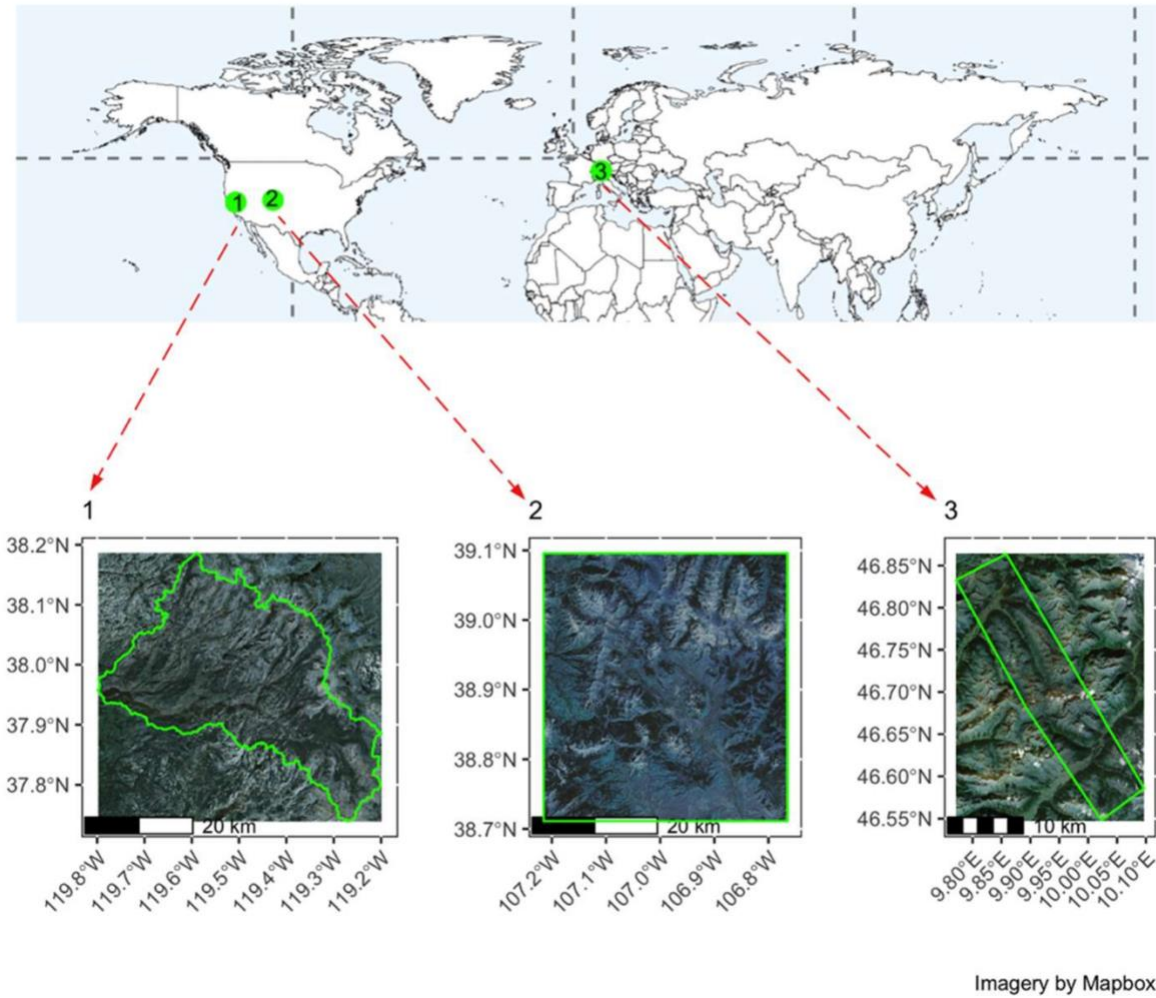 1
2
3
1
2
3
38.2°N
38.1°N
38.0°N
37.9°N
37.8°N
20 km
119.8°W
119.7°W
119.6°W
119.5°W
119.4°W
119.3°W
119.2°W
39.1°N
39.0°N
38.9°N
38.8°N
38.7°N
20 km
107.2°W
107.1°W
107.0°W
106.9°W
106.8°W
46.85°N
46.80°N
46.75°N
46.70°N
46.65°N
46.60°N
46.55°N
10 km
9.80°E
9.85°E
9.90°E
9.95°E
10.00°E
10.05°E
10.10°E
Imagery by Mapbox